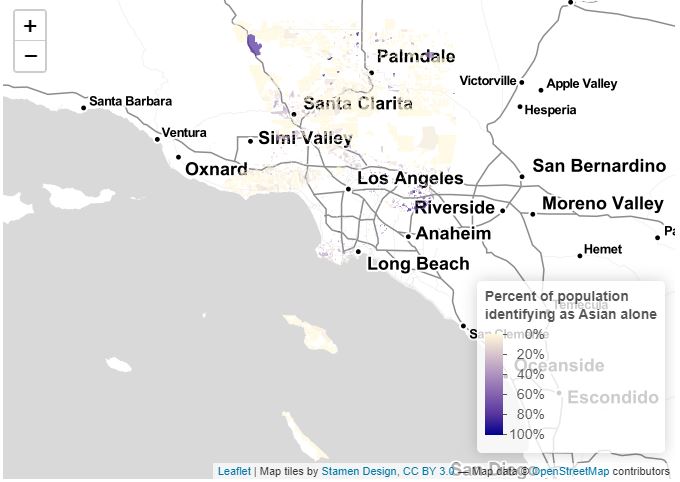 +
−
Palmdale
Victorville
Apple Valley
Santa Barbara
Santa Clarita
Hesperia
Ventura
Simi Valley
Oxnard
San Bernardino
Los Angeles
Riverside
Moreno Valley
Anaheim
Pa
Hemet
Long Beach
Percent of population
identifying as Asian alone
0%
20%
40%
60%
80%
100%
Temecula
San Clemente
Oceanside
Escondido
San Diego
Leaflet | Map tiles by Stamen Design, CC BY 3.0 — Map data © OpenStreetMap contributors